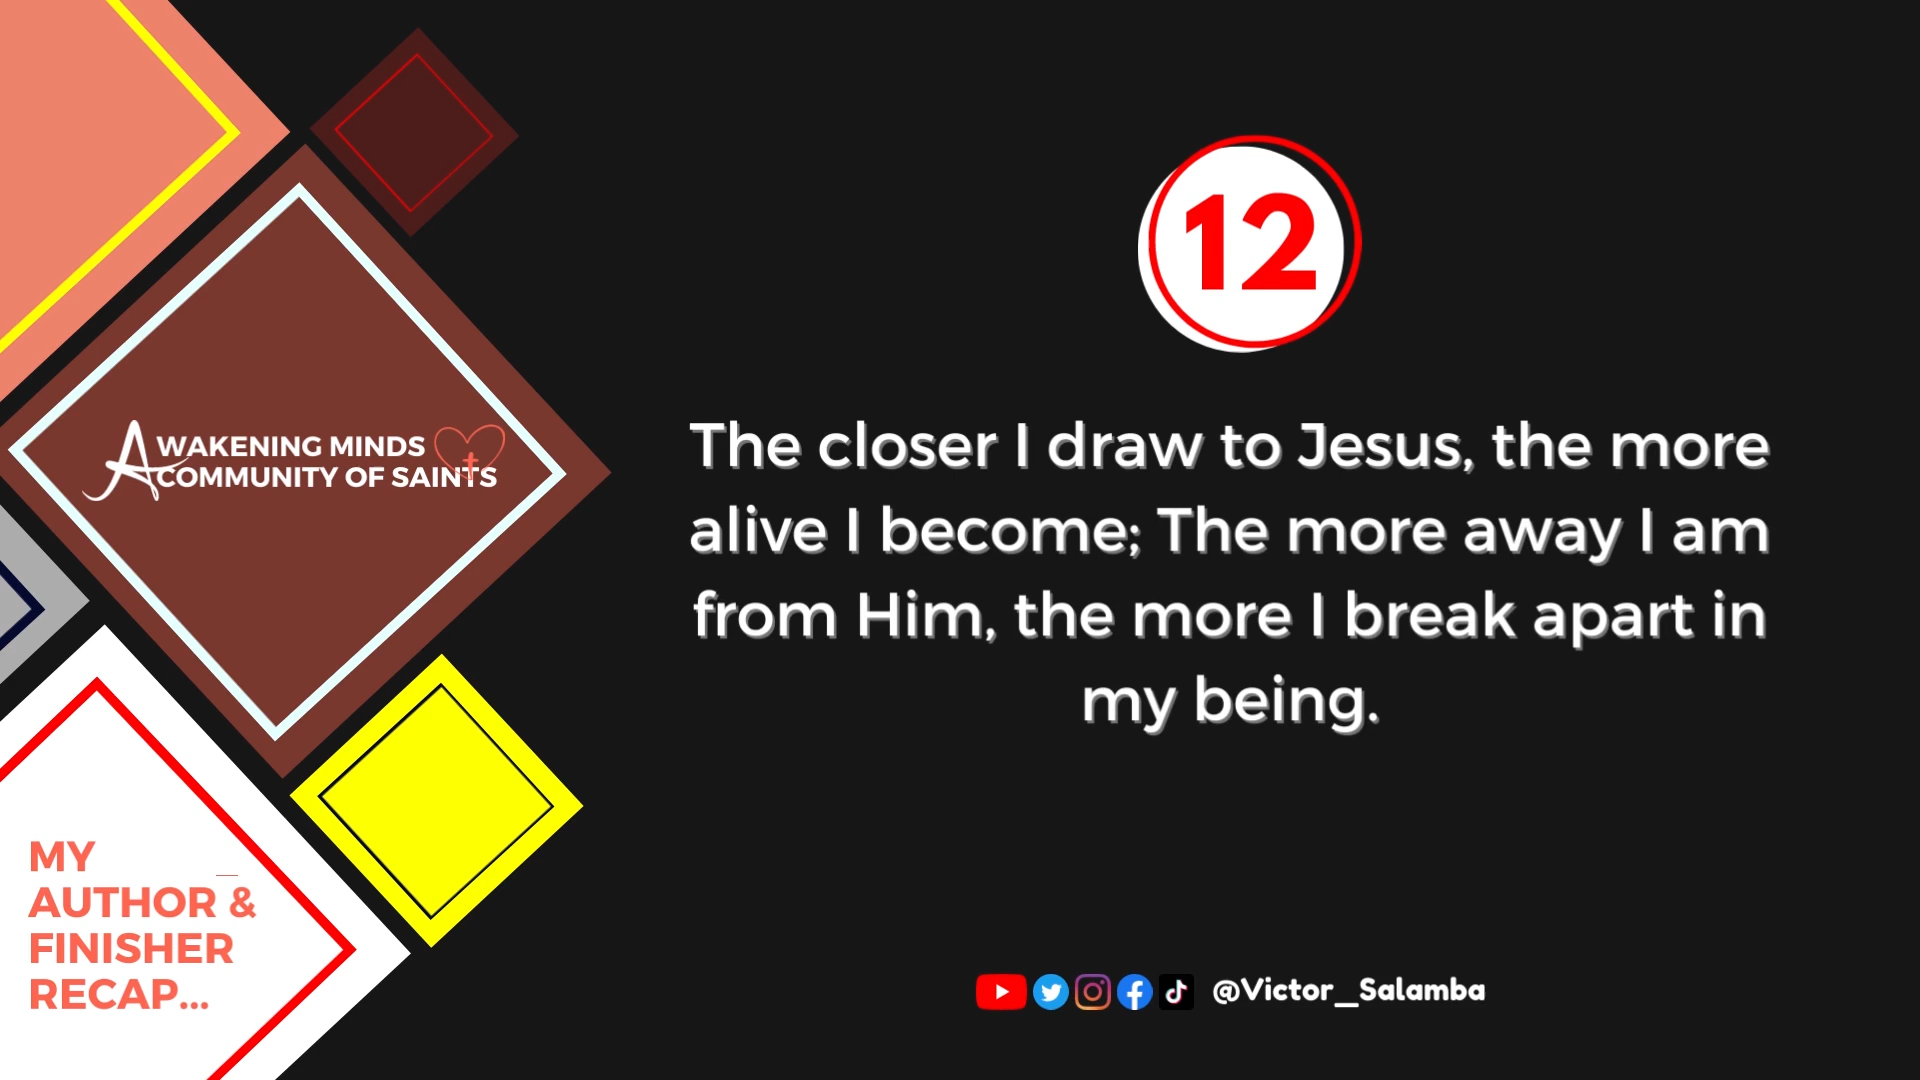 12
The closer I draw to Jesus, the more
alive I become; The more away I am
from Him, the more I break apart in
my being.
AWAKENING MINDS
COMMUNITY OF SAINTS
MY _
AUTHOR &
FINISHER
RECAP...
@Victor_Salamba